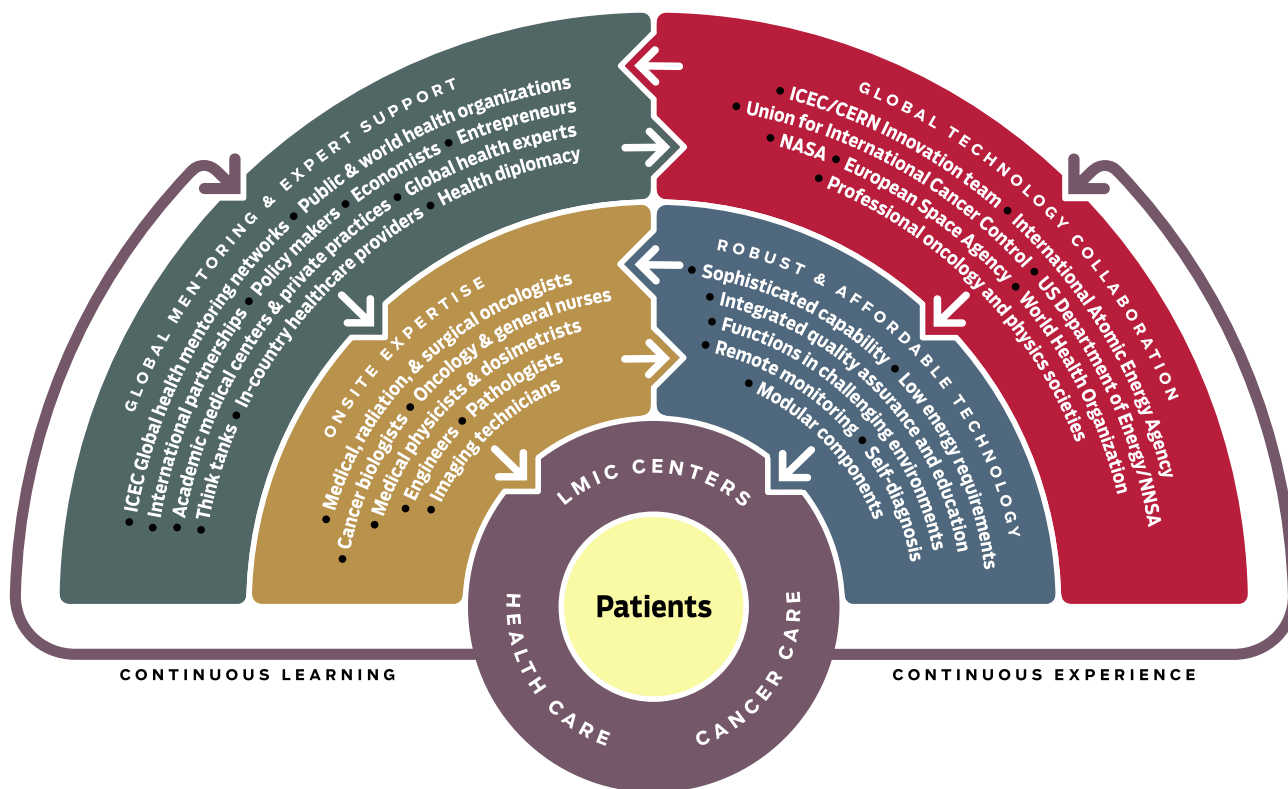 GLOBAL MENTORING & EXPERT SUPPORT
• ICEC Global health mentoring networks • Public & world health organizations
• International partnerships • Policy makers • Economists • Entrepreneurs
• Academic medical centers & private practices • Global health experts
• Think tanks • In-country healthcare providers • Health diplomacy
GLOBAL TECHNOLOGY COLLABORATION
• ICEC/CERN Innovation team • International Atomic Energy Agency
• Union for International Cancer Control • US Department of Energy/NNSA
• NASA • European Space Agency • World Health Organization
• Professional oncology and physics societies
ONSITE EXPERTISE
• Medical, radiation, & surgical oncologists
• Cancer biologists • Oncology & general nurses
• Medical physicists & dosimetrists
• Engineers • Pathologists
• Imaging technicians
ROBUST & AFFORDABLE TECHNOLOGY
• Sophisticated capability • Low energy requirements
• Integrated quality assurance and education
• Functions in challenging environments
• Remote monitoring • Self-diagnosis
• Modular components
LMIC CENTERS
Patients
HEALTH CARE
CANCER CARE
CONTINUOUS LEARNING
CONTINUOUS EXPERIENCE